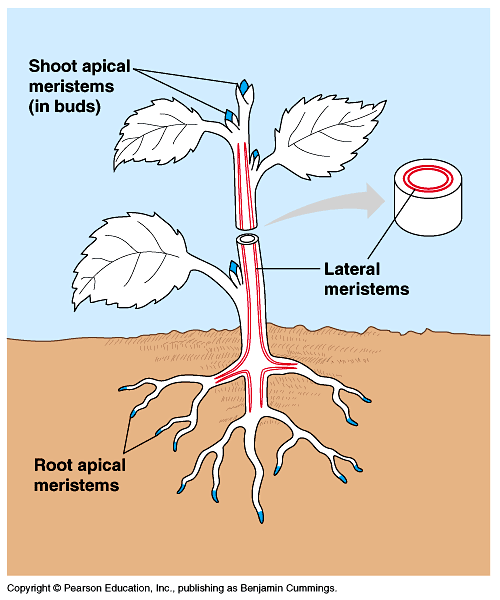 Shoot apical
meristems
(in buds)
Lateral
meristems
Root apical
meristems
Copyright © Pearson Education, Inc., publishing as Benjamin Cummings.